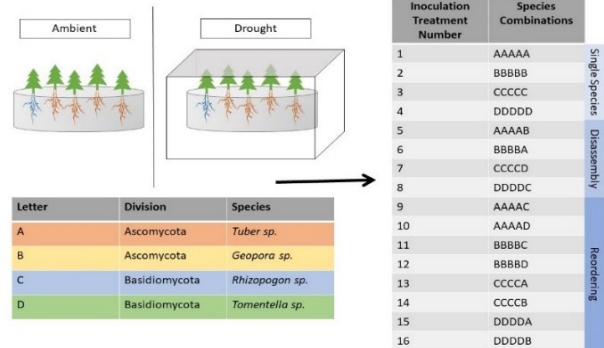 Ambient
Drought
Letter Division Species
A Ascomycota Tuber sp.
B Ascomycota Geopora sp.
C Basidiomycota Rhizopogon sp.
D Basidiomycota Tomentella sp.
Inoculation Treatment Number
Species Combinations
1 AAAAA
2 BBBBB
3 CCCCC
4 DDDDD
5 AAAAB
6 BBBBA
7 CCCCD
8 DDDDC
9 AAAAC
10 AAAAD
11 BBBBC
12 BBBBD
13 CCCCA
14 CCCCB
15 DDDDA
16 DDDDB
Single Species
Disassembly
Reordering